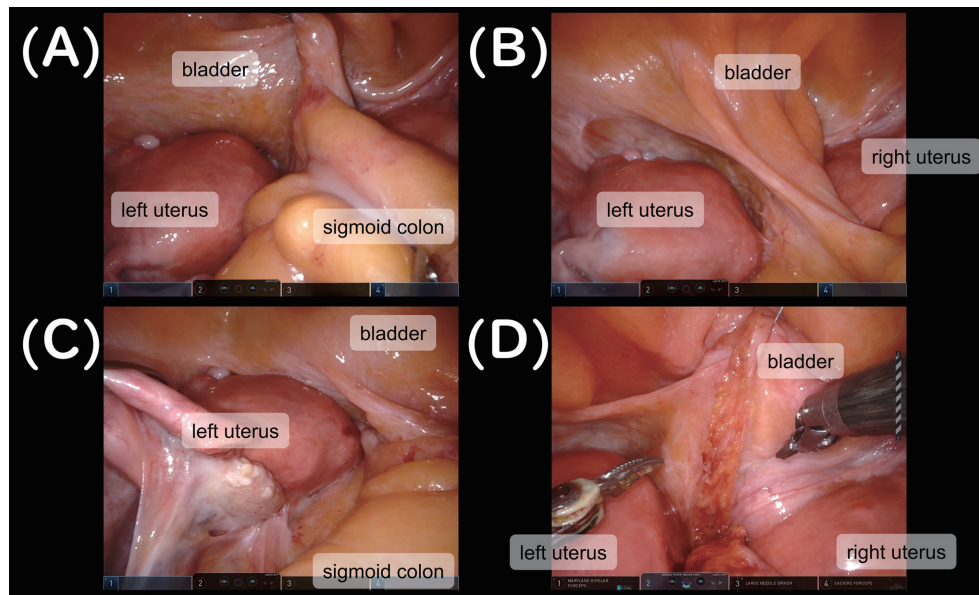 (A)
bladder
left uterus
sigmoid colon
1
2
3
4
(B)
bladder
right uterus
left uterus
1
2
3
4
(C)
bladder
left uterus
sigmoid colon
1
2
3
4
(D)
bladder
left uterus
right uterus
1 MARYLAND BIPOLAR FORCEPS
2
3 LARGE NEEDLE DRIVER
4 CADIERE FORCEPS